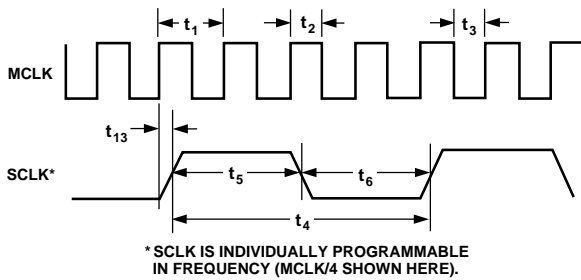 t1 t2 t3
MCLK
t13
SCLK*
t5 t6
t4
* SCLK IS INDIVIDUALLY PROGRAMMABLE
IN FREQUENCY (MCLK/4 SHOWN HERE).